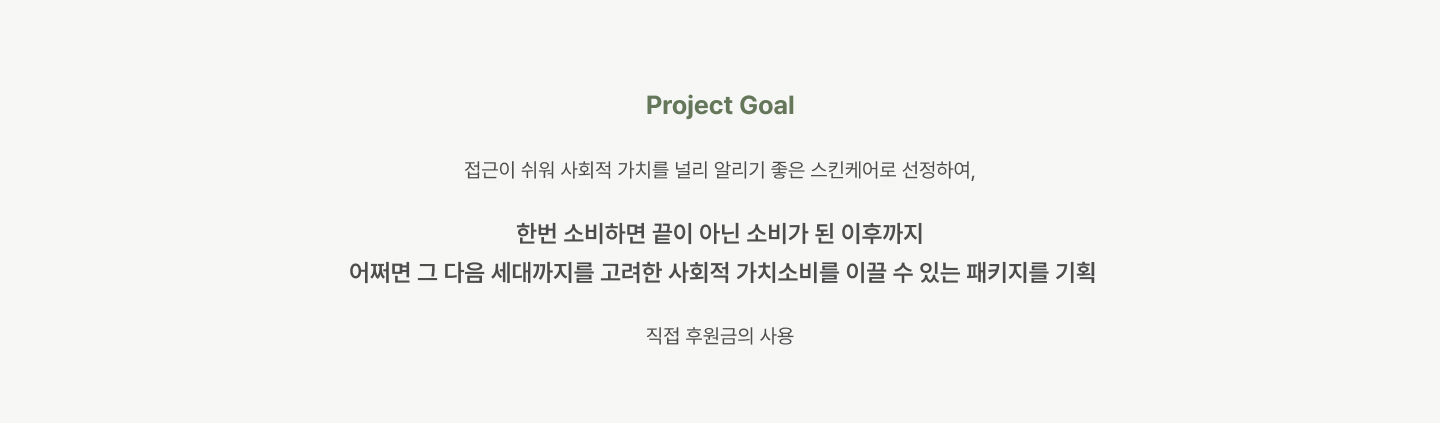 Project Goal
접근이 쉬워 사회적 가치를 널리 알리기 좋은 스킨케어로 선정하여,
한번 소비하면 끝이 아닌 소비가 된 이후까지
어쩌면 그 다음 세대까지를 고려한 사회적 가치소비를 이끌 수 있는 패키지를 기획
직접 후원금의 사용